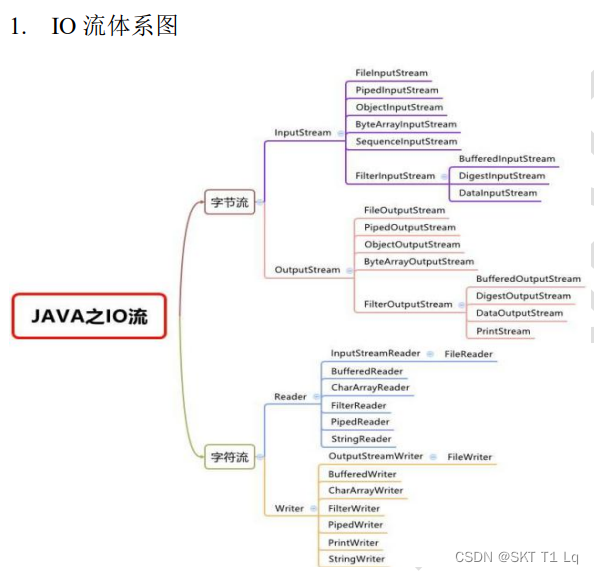 1. IO 流体系图
JAVA之IO流
字节流
InputStream
FileInputStream
PipedInputStream
ObjectInputStream
ByteArrayInputStream
SequenceInputStream
FilterInputStream
BufferedInputStream
DigestInputStream
DataInputStream
OutputStream
FileOutputStream
PipedOutputStream
ObjectOutputStream
ByteArrayOutputStream
FilterOutputStream
BufferedOutputStream
DigestOutputStream
DataOutputStream
PrintStream
字符流
Reader
InputStreamReader
FileReader
BufferedReader
CharArrayReader
FilterReader
PipedReader
StringReader
Writer
OutputStreamWriter
FileWriter
BufferedWriter
CharArrayWriter
FilterWriter
PipedWriter
PrintWriter
StringWriter
CSDN @SKT T1 Lq